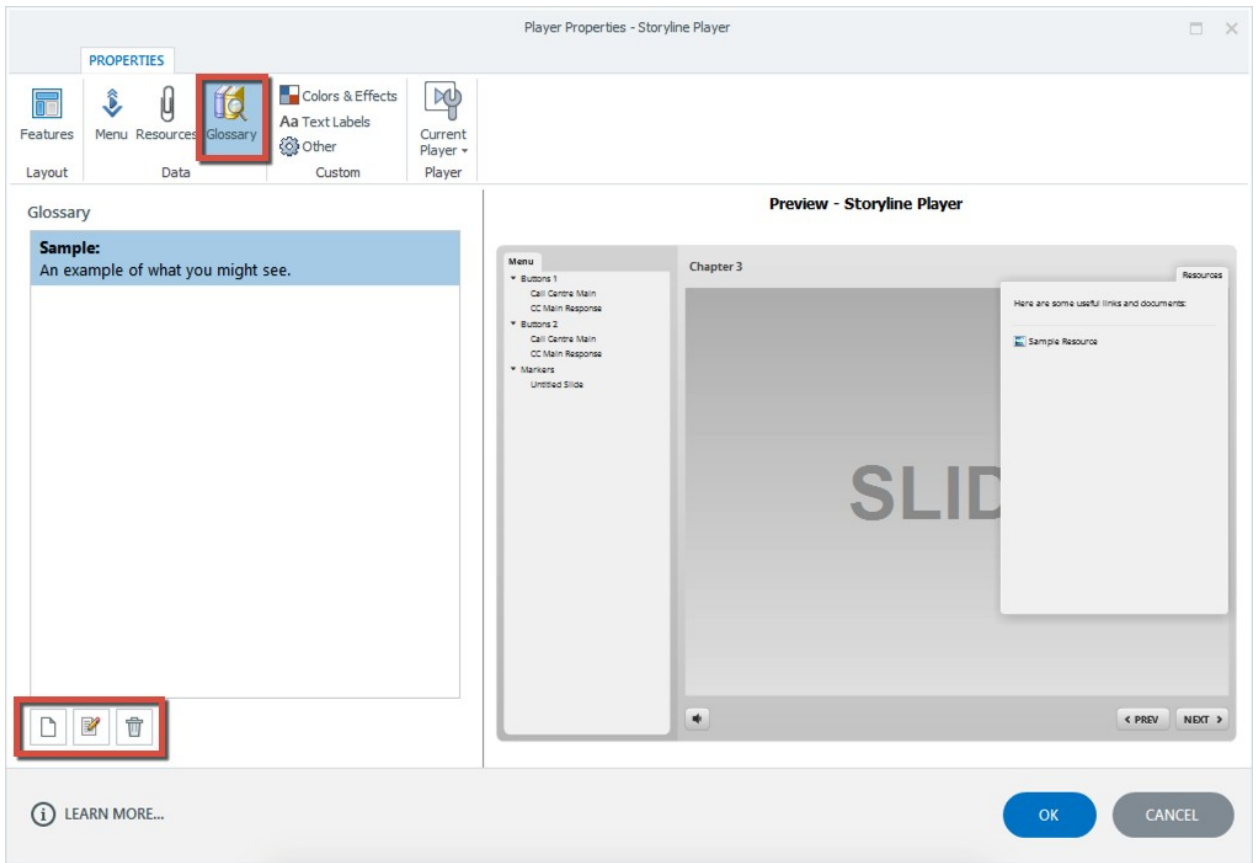 Player Properties - Storyline Player
PROPERTIES
Features
Menu
Resources
Glossary
Colors & Effects
Aa Text Labels
Other
Current
Player
Layout
Data
Custom
Player
Glossary
Sample:
An example of what you might see.
Preview - Storyline Player
Menu
Buttons 1
Call Centre Main
CC Main Response
Buttons 2
Call Centre Main
CC Main Response
Markers
Untitled Slide
Chapter 3
Resources
Here are some useful links and documents:
Sample Resource
SLID
< PREV
NEXT >
i LEARN MORE...
OK
CANCEL